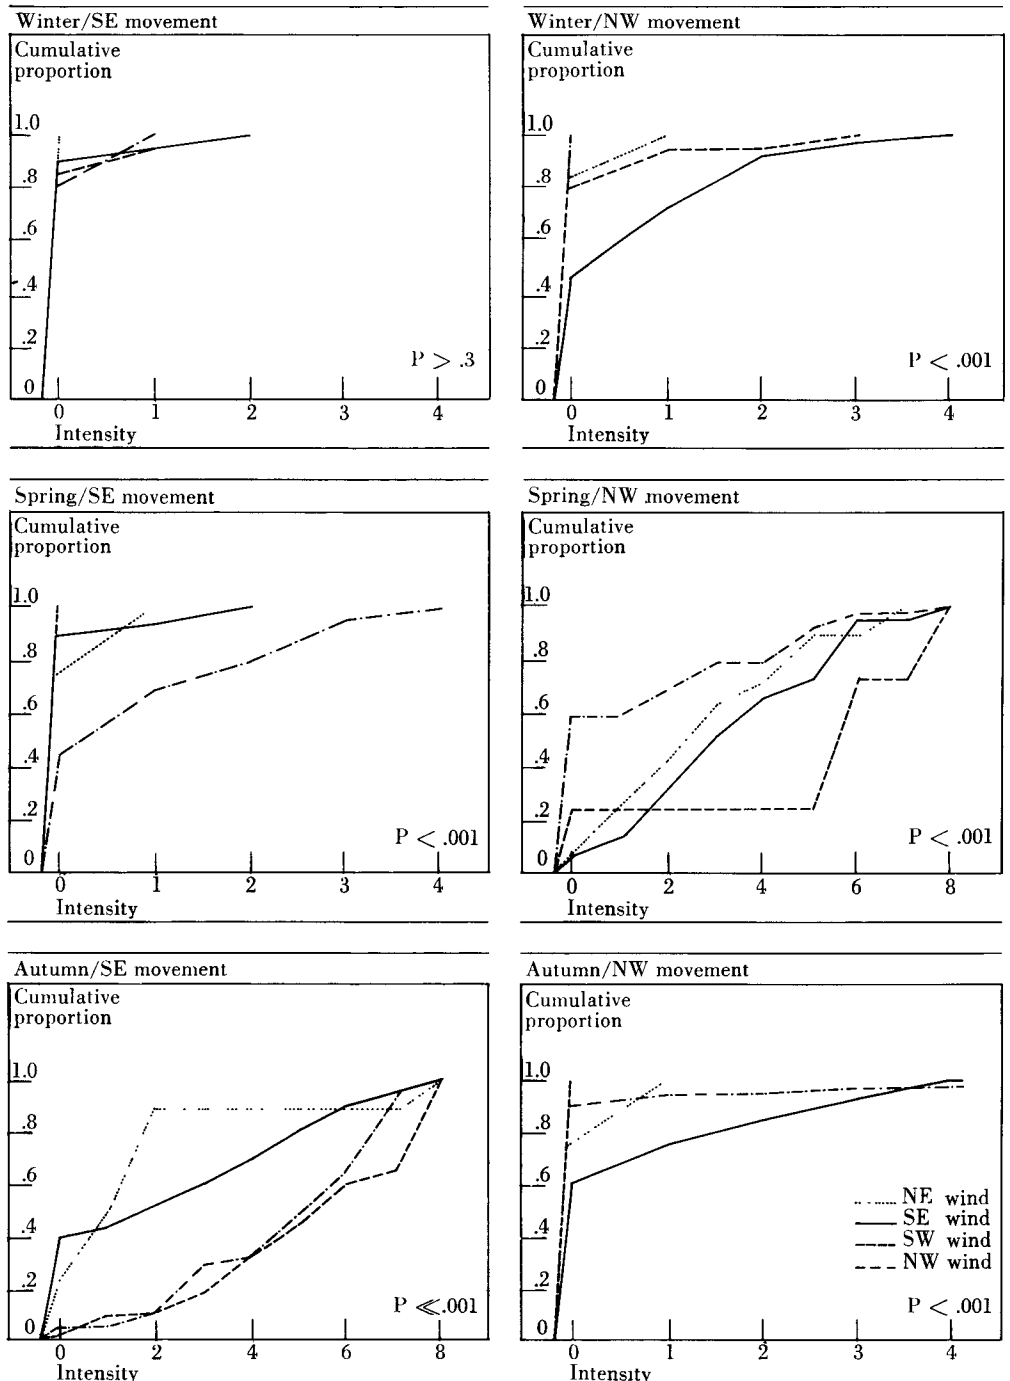 Winter/SE movement
Cumulative
proportion
1.0
.8
.6
.4
.2
0
P > .3
0 1 2 3 4
Intensity
Winter/NW movement
Cumulative
proportion
1.0
.8
.6
.4
.2
0
P < .001
0 1 2 3 4
Intensity
Spring/SE movement
Cumulative
proportion
1.0
.8
.6
.4
.2
0
P < .001
0 1 2 3 4
Intensity
Spring/NW movement
Cumulative
proportion
1.0
.8
.6
.4
.2
0
P < .001
0 2 4 6 8
Intensity
Autumn/SE movement
Cumulative
proportion
1.0
.8
.6
.4
.2
0
P ≪ .001
0 2 4 6 8
Intensity
Autumn/NW movement
Cumulative
proportion
1.0
.8
.6
.4
.2
0
NE wind
SE wind
SW wind
NW wind
P < .001
0 1 2 3 4
Intensity